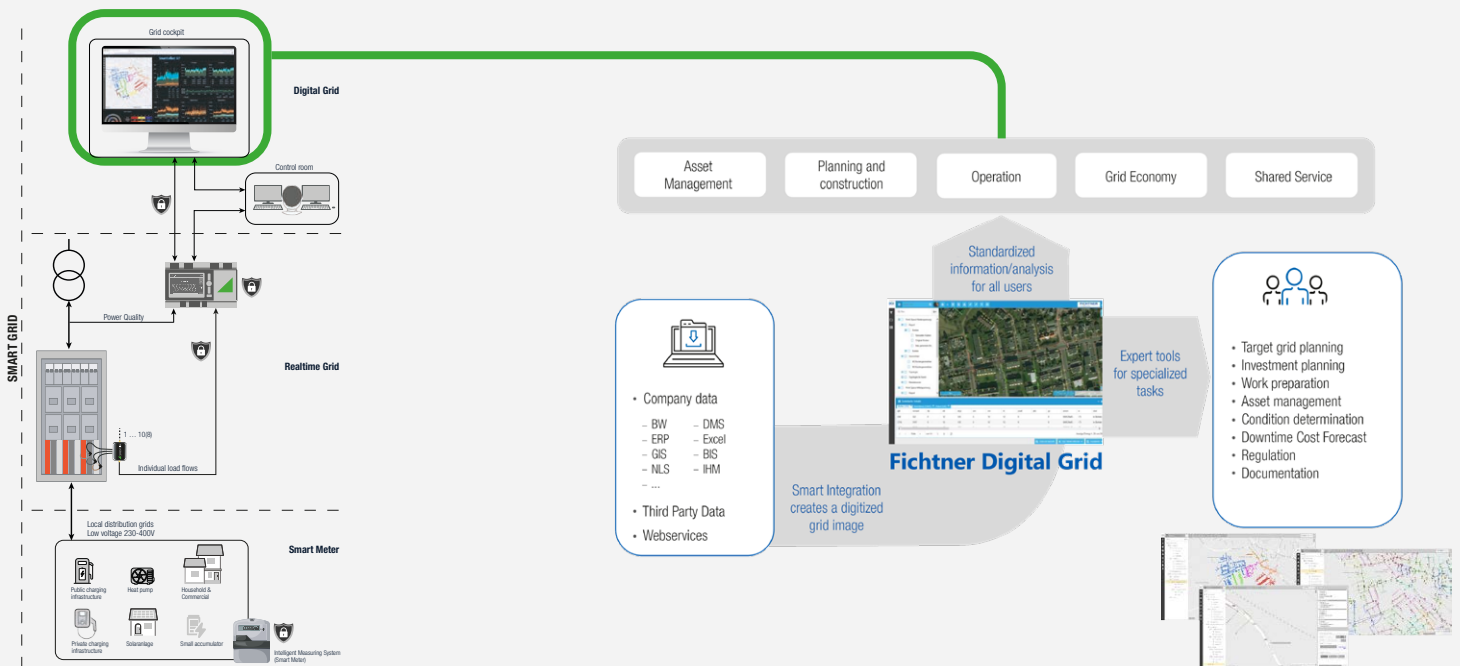 SMART GRID
Grid cockpit
Digital Grid
Control room
Power Quality
Realtime Grid
1 ... 10(8)
Individual load flows
Local distribution grids
Low voltage 230-400V
Smart Meter
Public charging
infrastructure
Heat pump
Household &
Commercial
Private charging
infrastructure
Solaranlage
Small accumulator
Intelligent Measuring System
(Smart Meter)
Asset
Management
Planning and
construction
Operation
Grid Economy
Shared Service
Standardized
information/analysis
for all users
• Company data
– BW
– DMS
– ERP
– Excel
– GIS
– BIS
– NLS
– IHM
– ...
• Third Party Data
• Webservices
Smart Integration
creates a digitized
grid image
Fichtner Digital Grid
Expert tools
for specialized
tasks
• Target grid planning
• Investment planning
• Work preparation
• Asset management
• Condition determination
• Downtime Cost Forecast
• Regulation
• Documentation